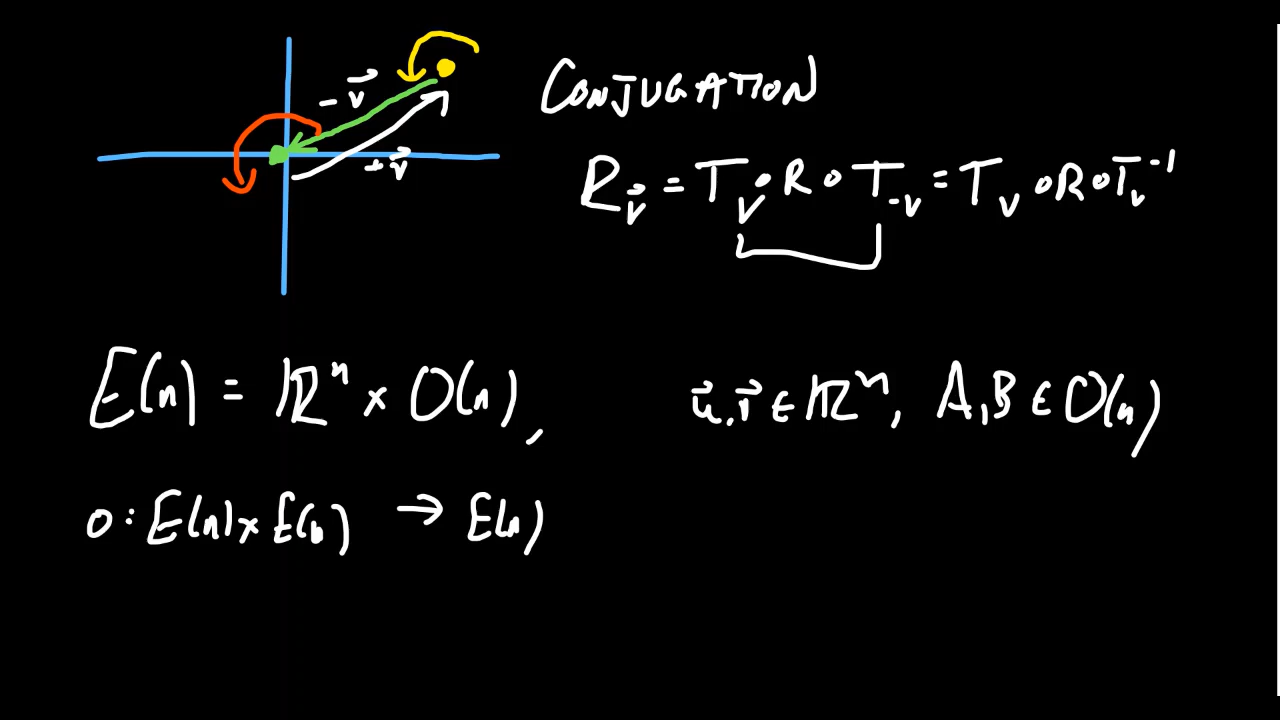 -v⃗
+v⃗
CONJUGATION
R_v⃗ = T_v ∘ R ∘ T_-v = T_v ∘ R ∘ T_v^-1
E(n) = ℝ^n × O(n),
u⃗, v⃗ ∈ ℝ^n, A, B ∈ O(n)
∘ : E(n) × E(n) → E(n)